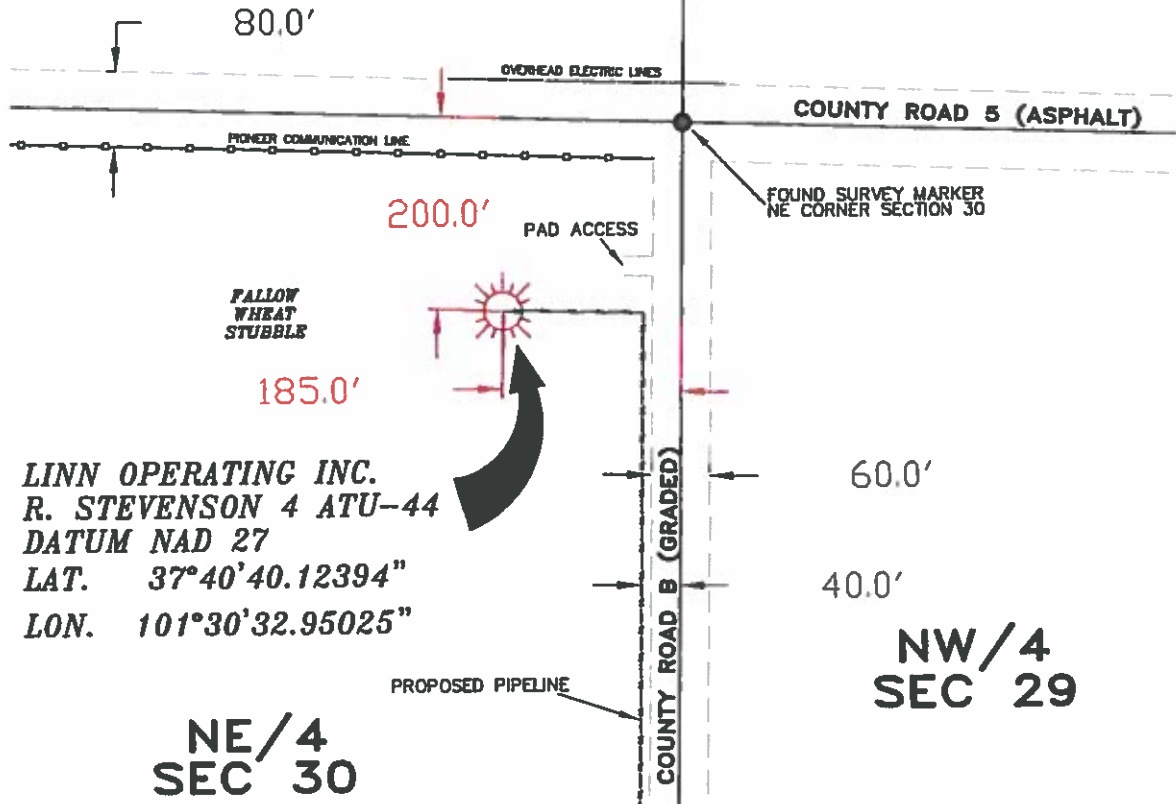 80.0'
OVERHEAD ELECTRIC LINES
COUNTY ROAD 5 (ASPHALT)
PIONEER COMMUNICATION LINE
FOUND SURVEY MARKER
NE CORNER SECTION 30
200.0'
PAD ACCESS
FALLOW
WHEAT
STUBBLE
185.0'
LINN OPERATING INC.
R. STEVENSON 4 ATU-44
DATUM NAD 27
LAT. 37°40'40.12394"
LON. 101°30'32.95025"
60.0'
COUNTY ROAD B (GRADED)
40.0'
NW/4
SEC 29
PROPOSED PIPELINE
NE/4
SEC 30